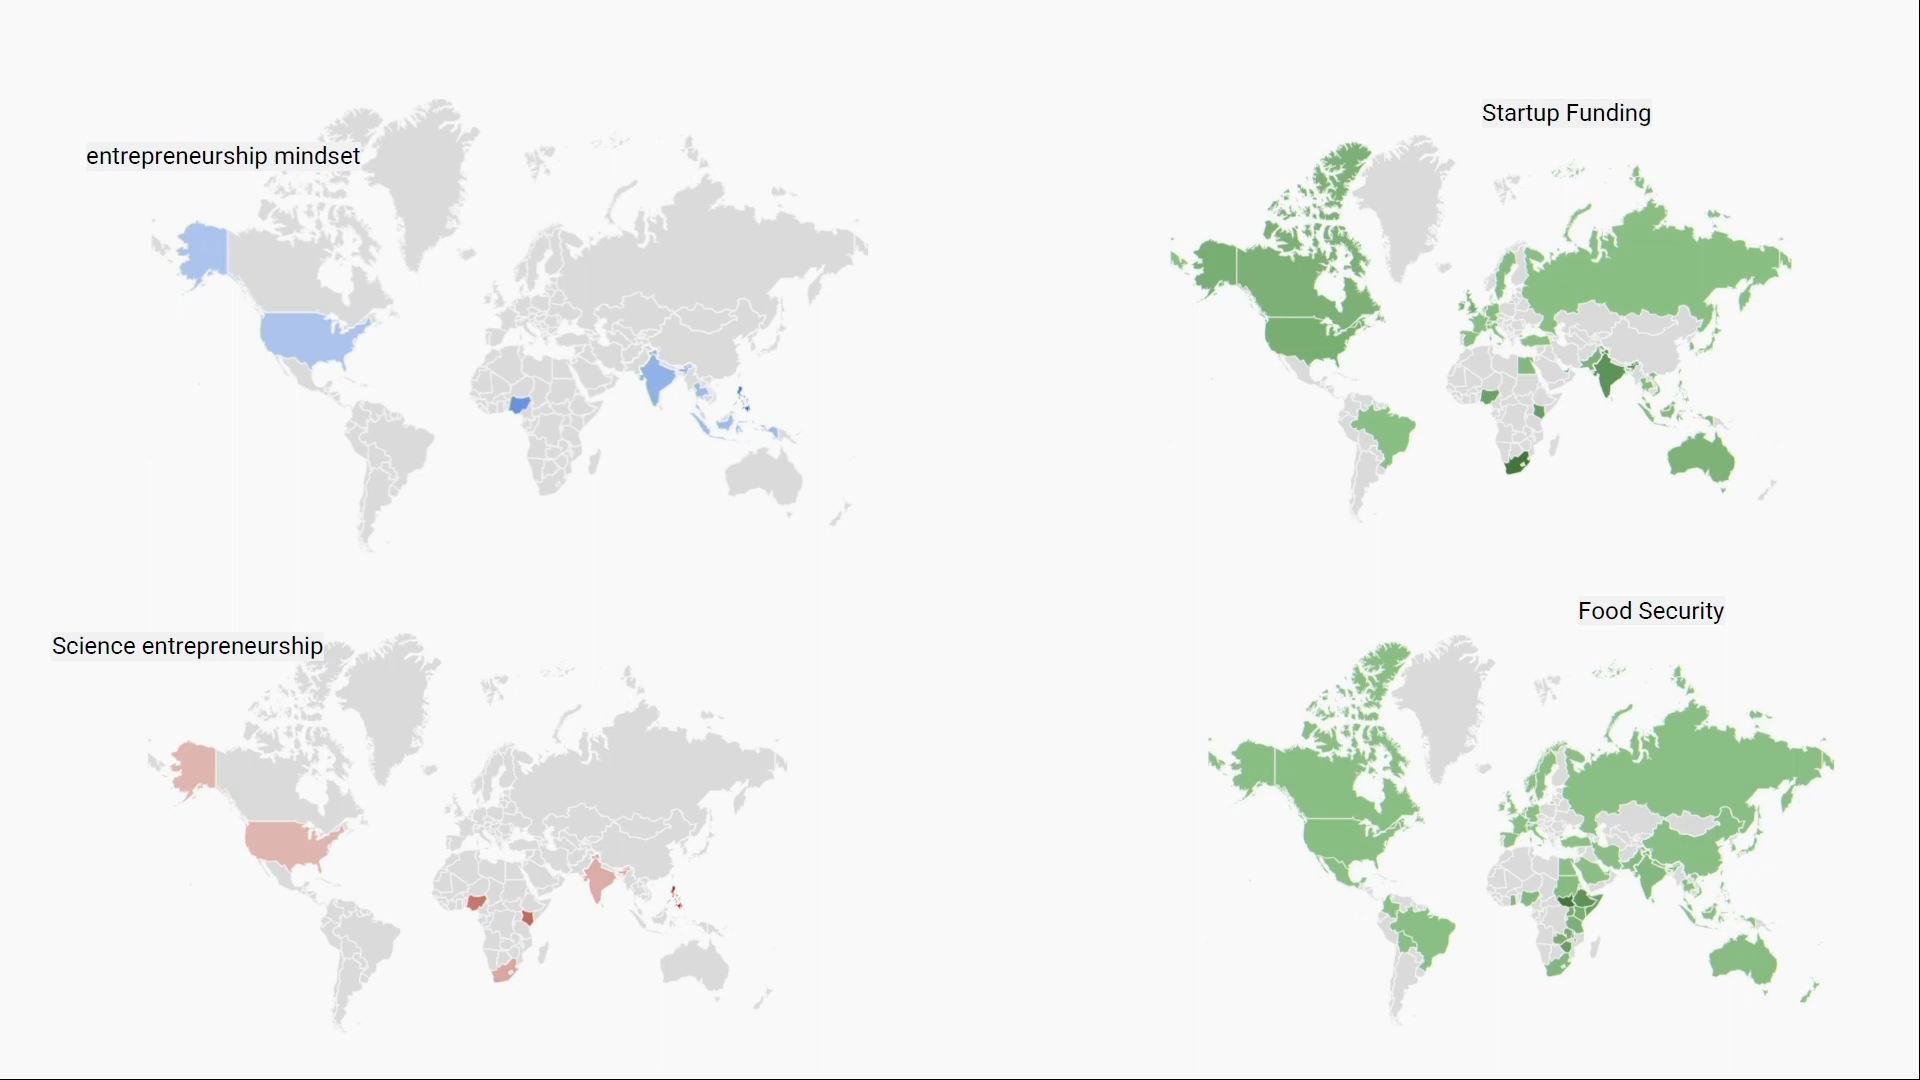 entrepreneurship mindset
Startup Funding
Science entrepreneurship
Food Security